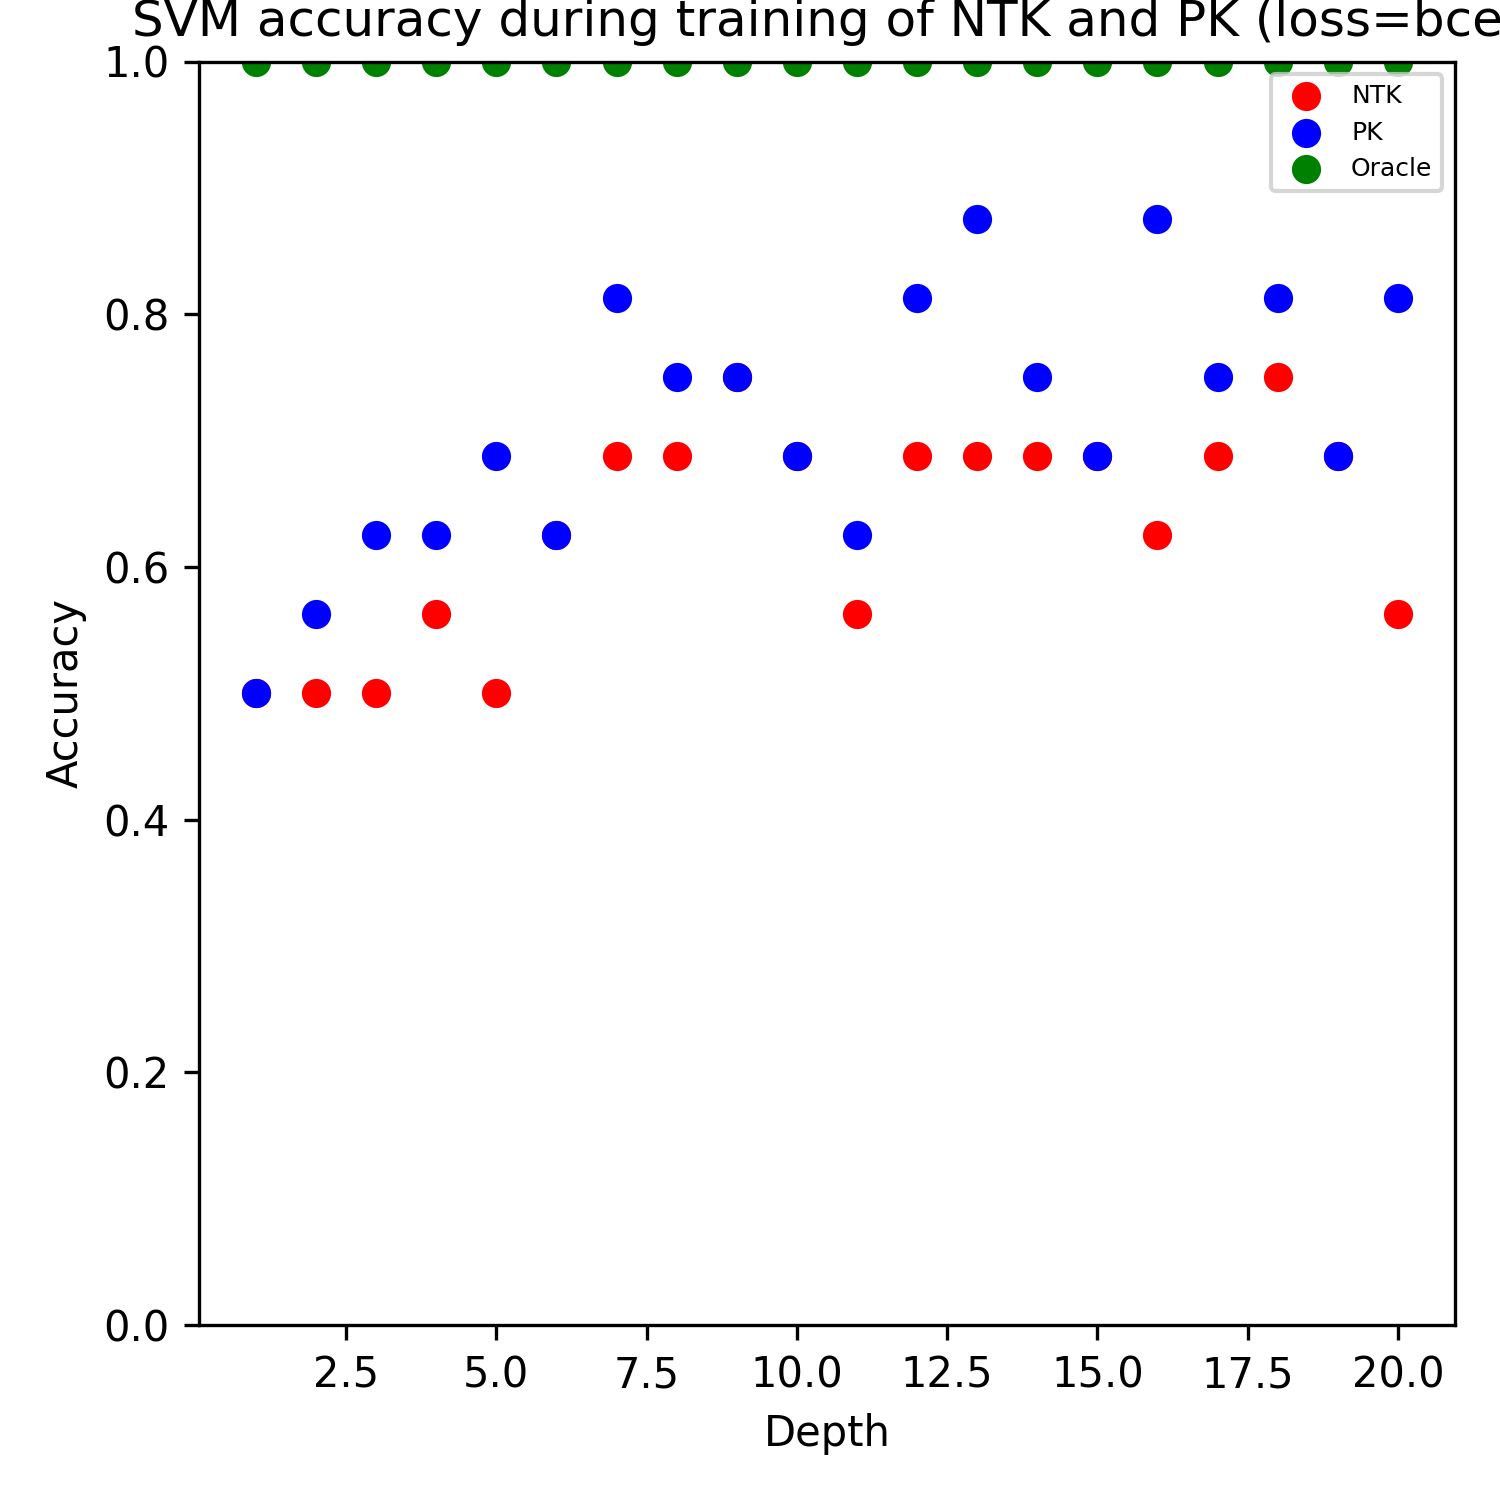 SVM accuracy during training of NTK and PK (loss=bce
1.0
NTK
PK
Oracle
0.8
0.6
Accuracy
0.4
0.2
0.0
2.5 5.0 7.5 10.0 12.5 15.0 17.5 20.0
Depth